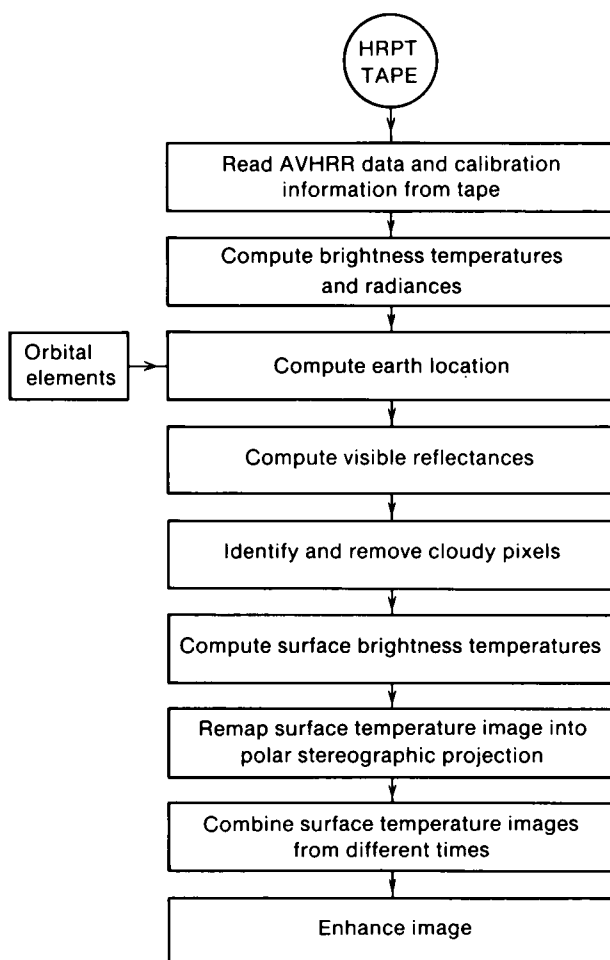 HRPT
TAPE
Read AVHRR data and calibration
information from tape
Compute brightness temperatures
and radiances
Orbital
elements
Compute earth location
Compute visible reflectances
Identify and remove cloudy pixels
Compute surface brightness temperatures
Remap surface temperature image into
polar stereographic projection
Combine surface temperature images
from different times
Enhance image